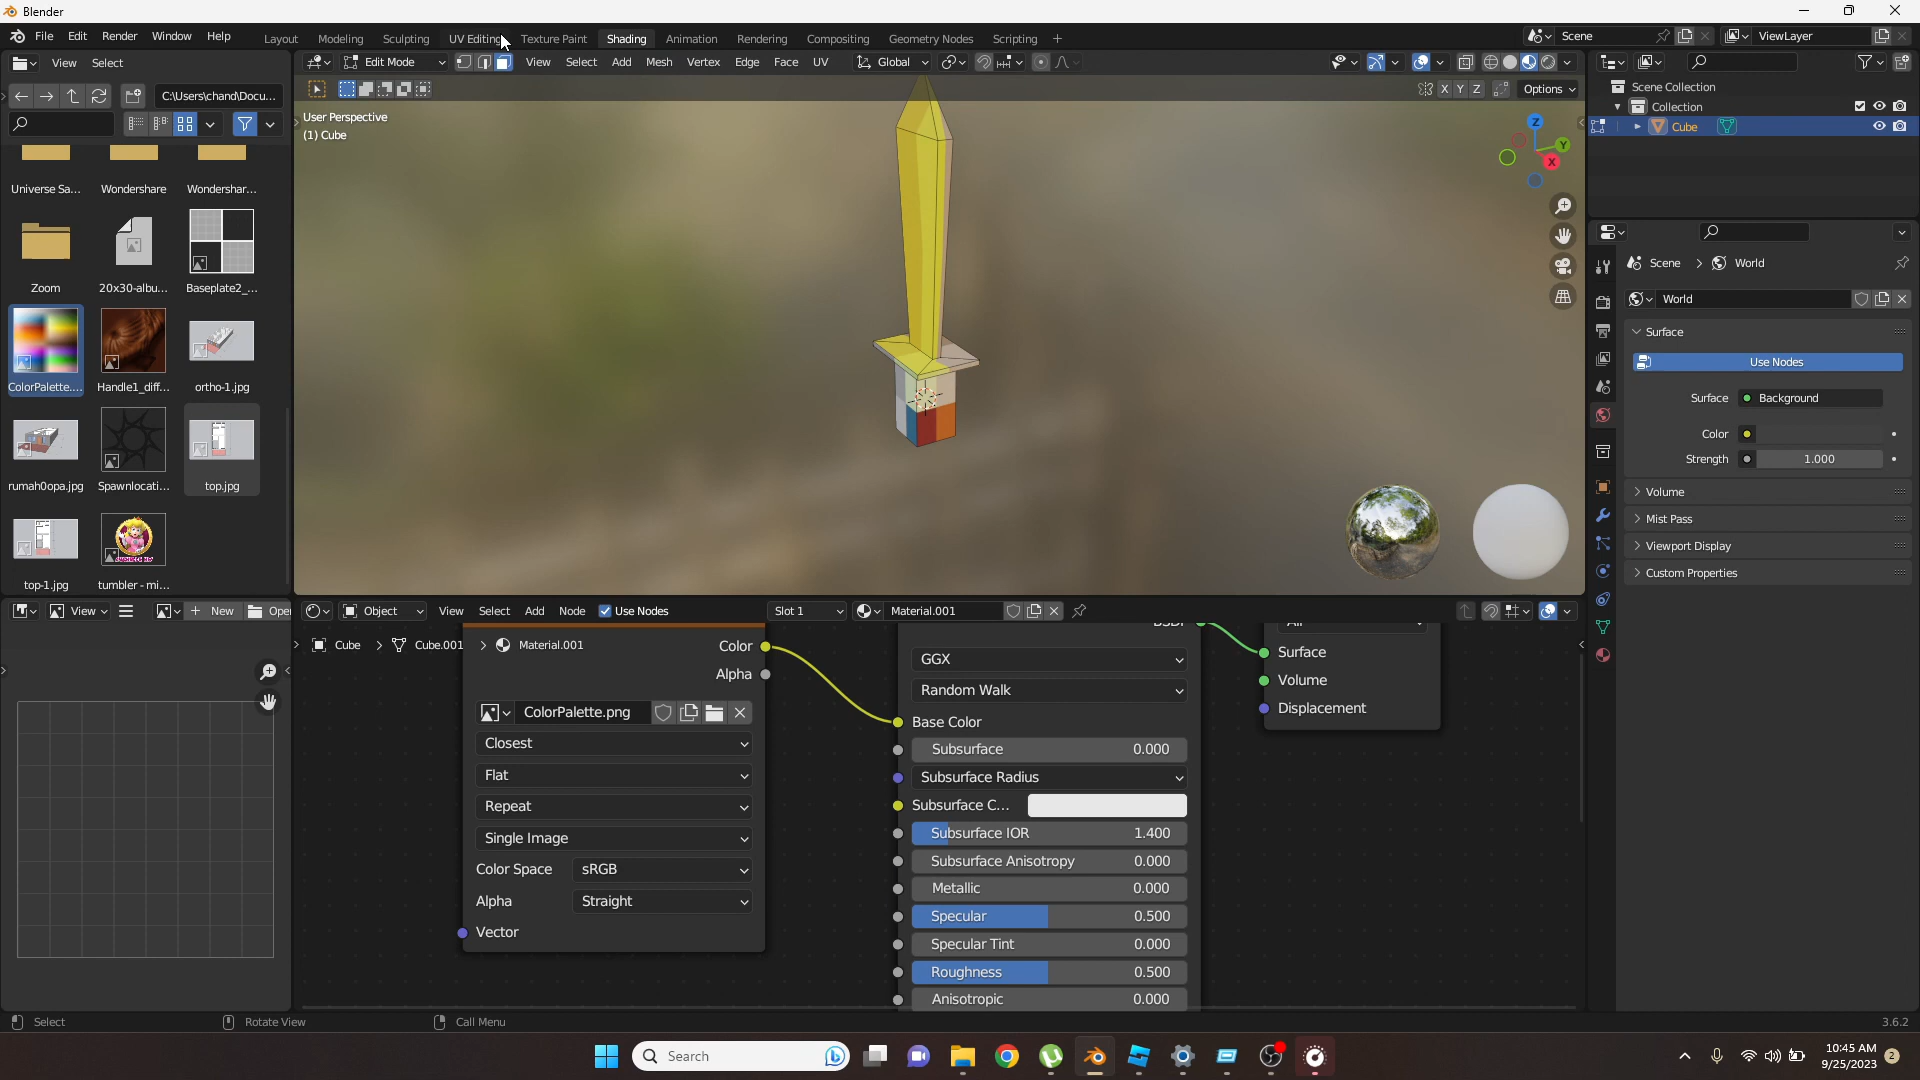 Blender
File Edit Render Window Help Layout Modeling Sculpting UV Editing Texture Paint Shading Animation Rendering Compositing Geometry Nodes Scripting + Scene ViewLayer
View Select
Edit Mode View Select Add Mesh Vertex Edge Face UV Global
C:\Users\chand\Docu...
X Y Z Options
User Perspective
(1) Cube
Scene Collection
Collection
Cube
Z
Y
X
Universe Sa... Wondershare Wondershar...
Zoom 20x30-albu... Baseplate2_...
ColorPalette.... Handle1_diff... ortho-1.jpg
rumah0opa.jpg Spawnlocati... top.jpg
top-1.jpg tumbler - mi...
Scene > World
World
Surface
Use Nodes
Surface Background
Color
Strength 1.000
Volume
Mist Pass
Viewport Display
Custom Properties
View + New Open
Object View Select Add Node Use Nodes Slot 1 Material.001
Cube > Cube.001 > Material.001
Color
Alpha
ColorPalette.png
Closest
Flat
Repeat
Single Image
Color Space sRGB
Alpha Straight
Vector
BSDF
GGX
Random Walk
Base Color
Subsurface 0.000
Subsurface Radius
Subsurface C...
Subsurface IOR 1.400
Subsurface Anisotropy 0.000
Metallic 0.000
Specular 0.500
Specular Tint 0.000
Roughness 0.500
Anisotropic 0.000
All
Surface
Volume
Displacement
Select Rotate View Call Menu 3.6.2
Search
10:45 AM
9/25/2023
2